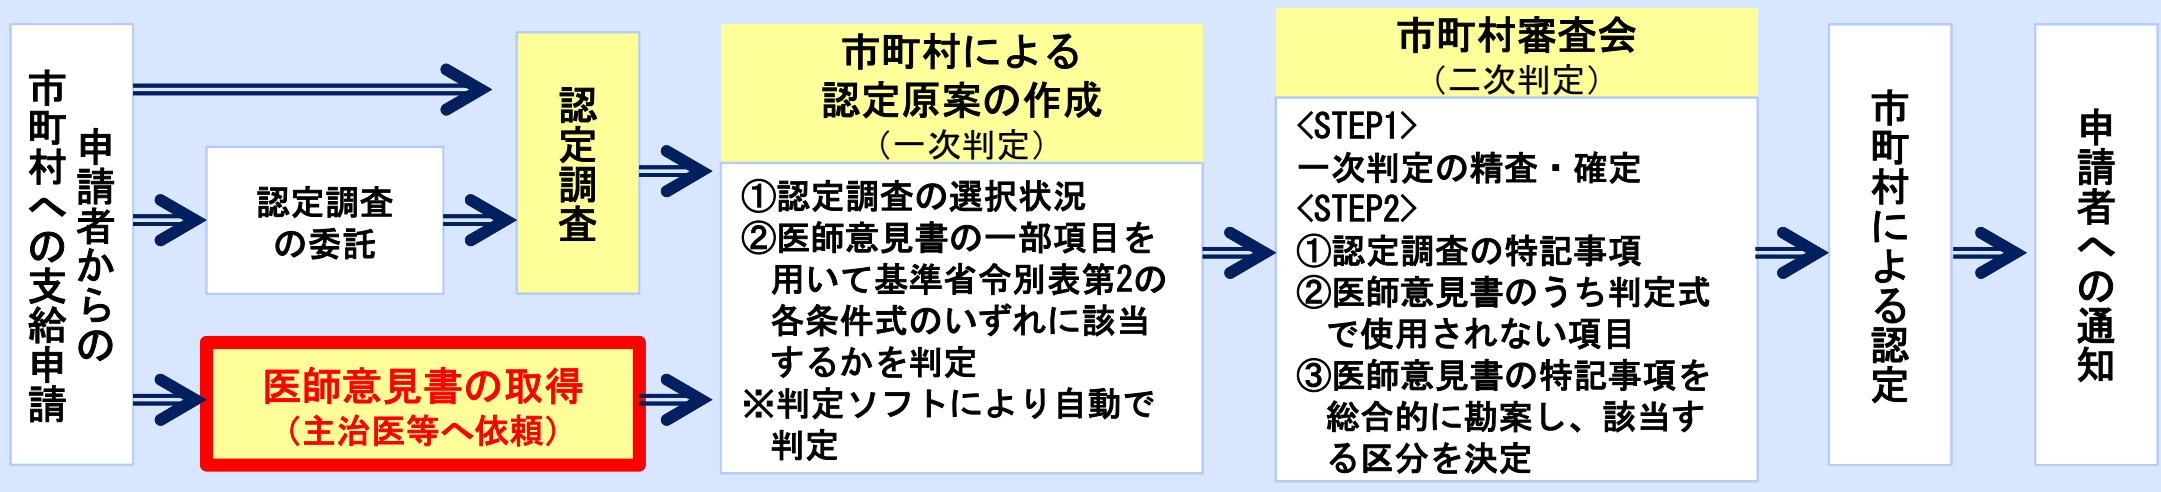 申請者からの
市町村への支給申請
認定調査
の委託
医師意見書の取得
（主治医等へ依頼）
認定調査
市町村による
認定原案の作成
（一次判定）
①認定調査の選択状況
②医師意見書の一部項目を
用いて基準省令別表第2の
各条件式のいずれに該当
するかを判定
※判定ソフトにより自動で
判定
市町村審査会
（二次判定）
<STEP1>
一次判定の精査・確定
<STEP2>
①認定調査の特記事項
②医師意見書のうち判定式
で使用されない項目
③医師意見書の特記事項を
総合的に勘案し、該当す
る区分を決定
市町村による認定
申請者への通知